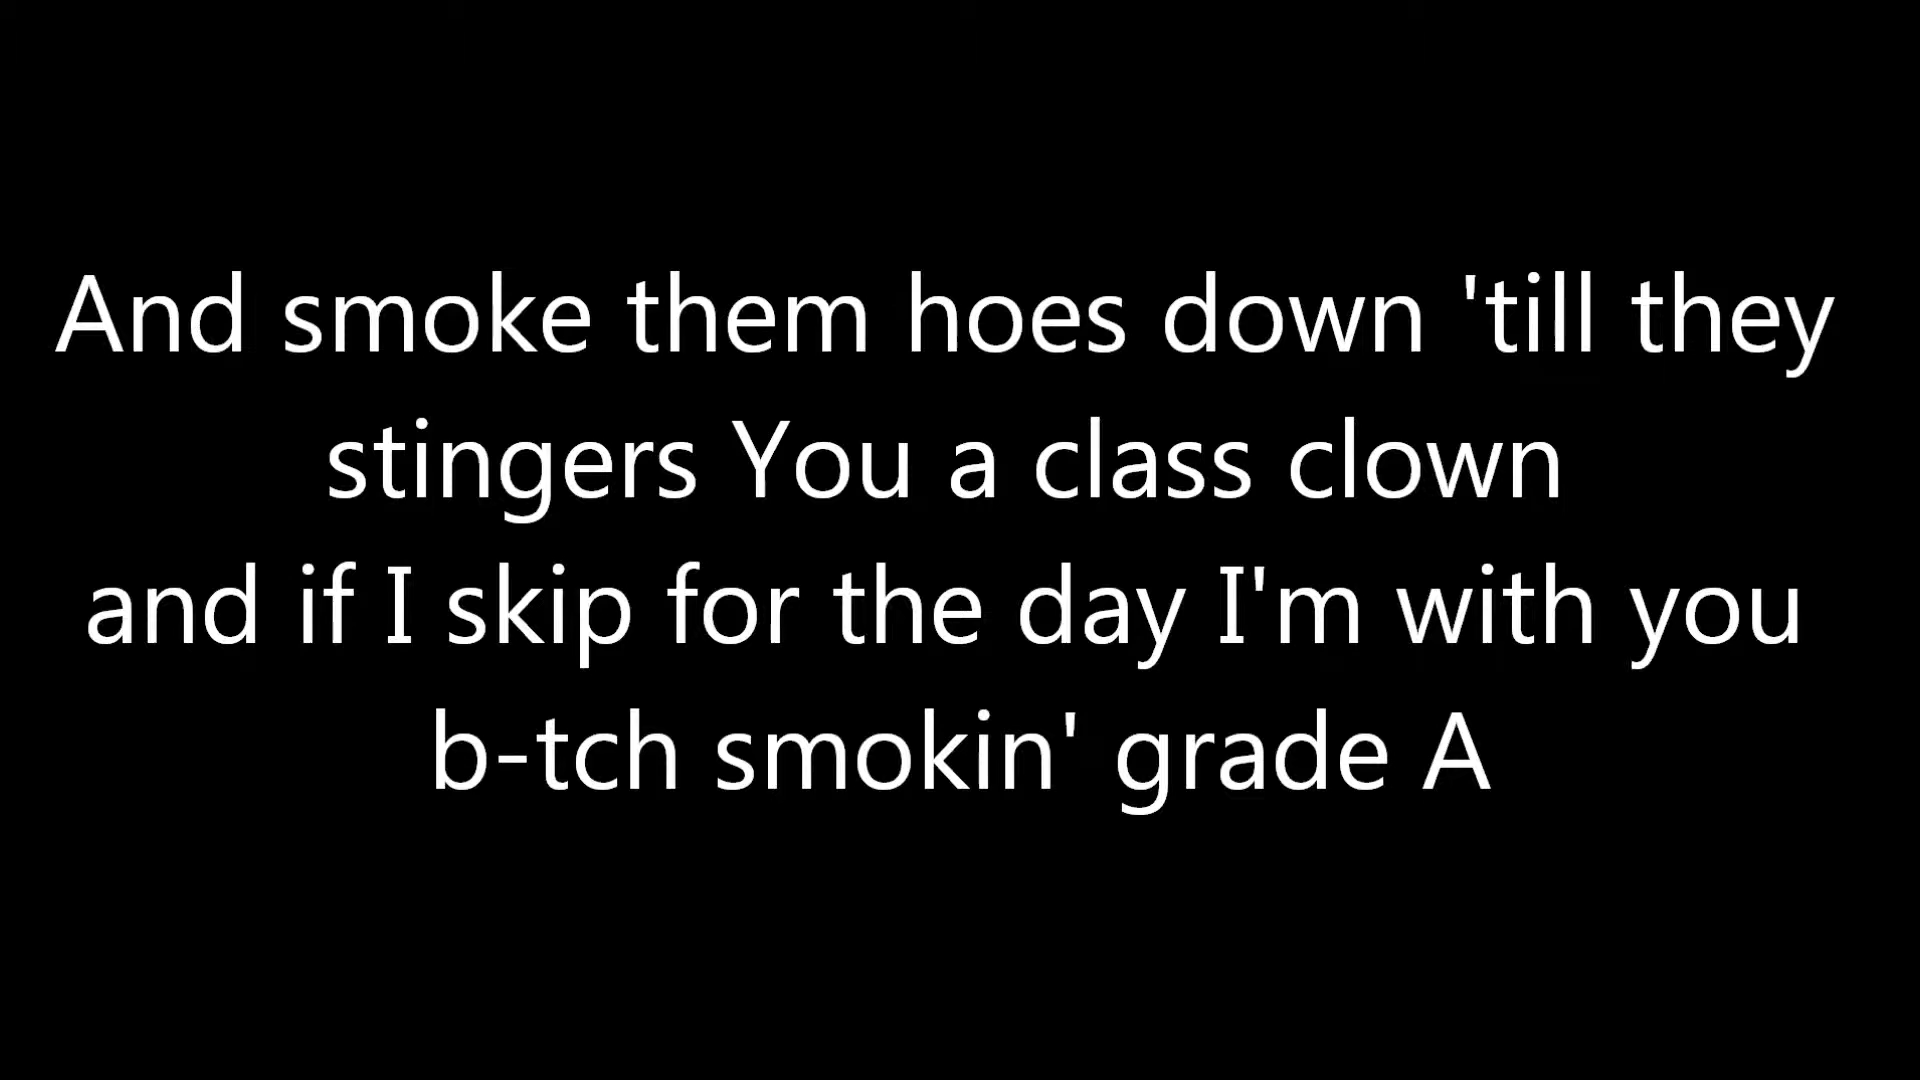 And smoke them hoes down 'till they
stingers You a class clown
and if I skip for the day I'm with you
b-tch smokin' grade A